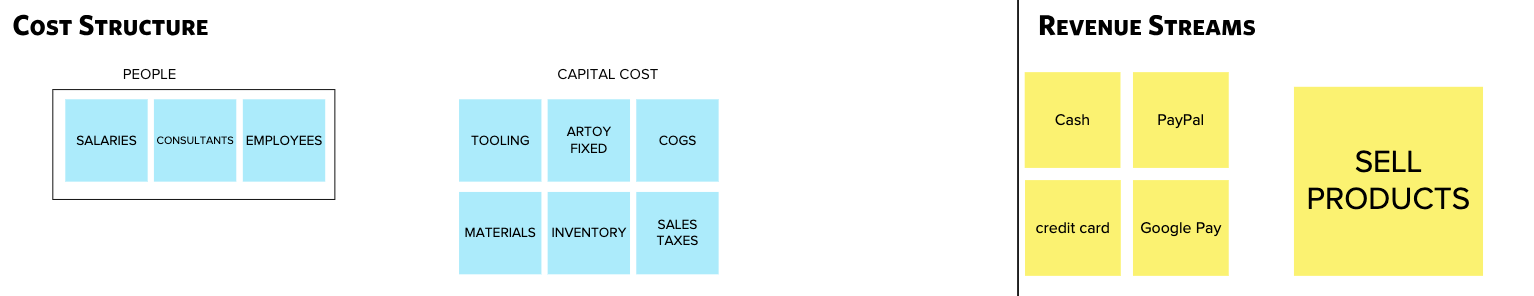 Cost Structure
PEOPLE
SALARIES
CONSULTANTS
EMPLOYEES
CAPITAL COST
TOOLING
ARTOY
FIXED
COGS
MATERIALS
INVENTORY
SALES
TAXES
Revenue Streams
Cash
PayPal
credit card
Google Pay
SELL
PRODUCTS